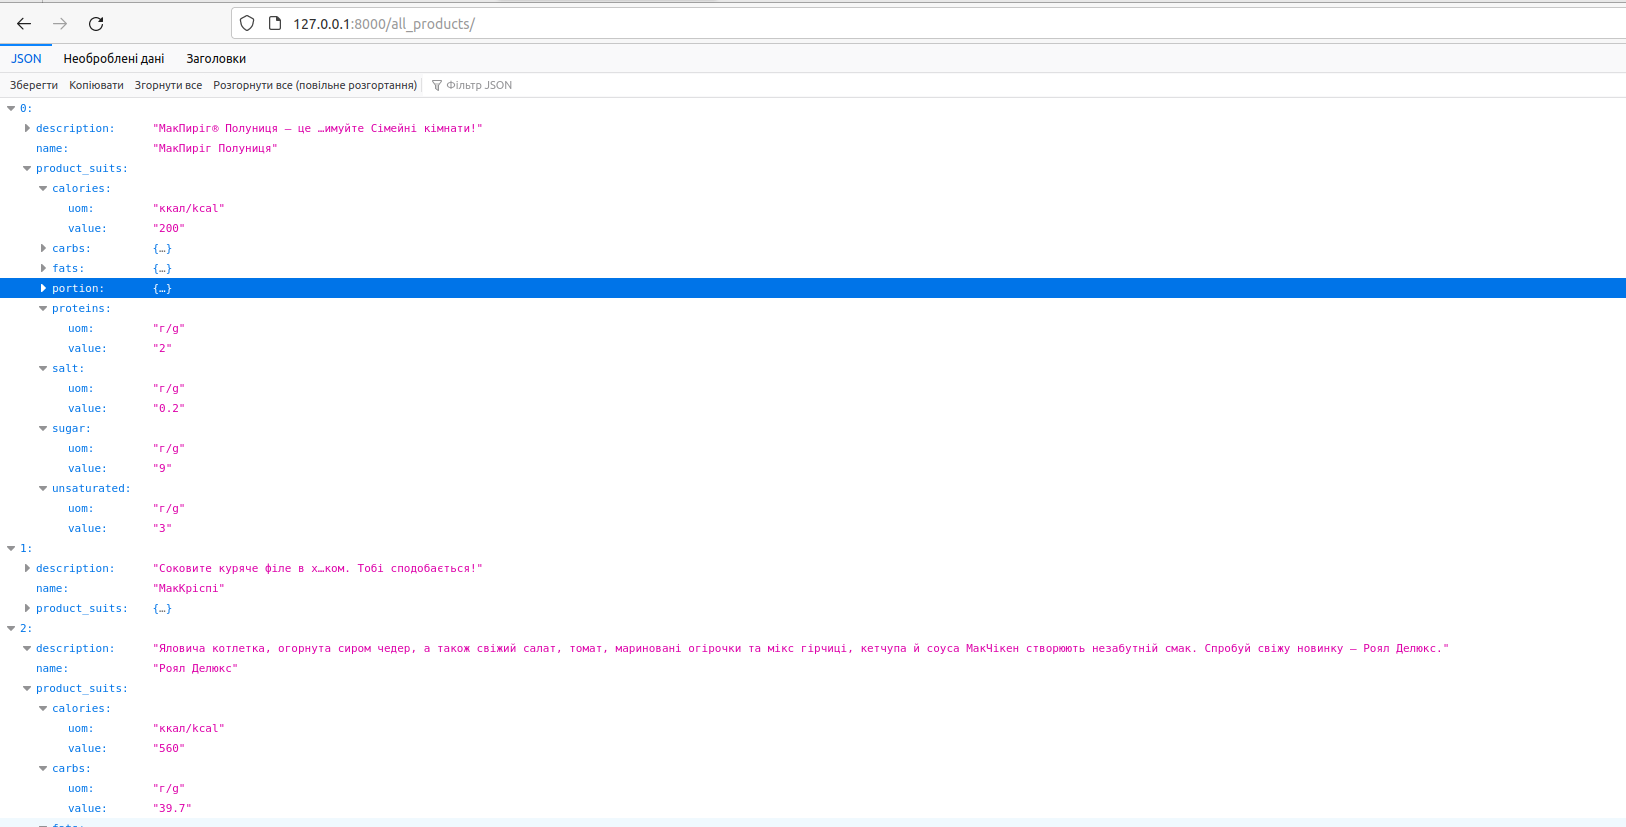 127.0.0.1:8000/all_products/
JSON Необроблені дані Заголовки
Зберегти Копіювати Згорнути все Розгорнути все (повільне розгортання) Фільтр JSON
0:
description: "МакПиріг® Полуниця – це …имуйте Сімейні кімнати!"
name: "МакПиріг Полуниця"
product_suits:
calories:
uom: "ккал/kcal"
value: "200"
carbs: {…}
fats: {…}
portion: {…}
proteins:
uom: "г/g"
value: "2"
salt:
uom: "г/g"
value: "0.2"
sugar:
uom: "г/g"
value: "9"
unsaturated:
uom: "г/g"
value: "3"
1:
description: "Соковите куряче філе в х…ком. Тобі сподобається!"
name: "МакКріспі"
product_suits: {…}
2:
description: "Яловича котлетка, огорнута сиром чедер, а також свіжий салат, томат, мариновані огірочки та мікс гірчиці, кетчупа й соуса МакЧікен створюють незабутній смак. Спробуй свіжу новинку – Роял Делюкс."
name: "Роял Делюкс"
product_suits:
calories:
uom: "ккал/kcal"
value: "560"
carbs:
uom: "г/g"
value: "39.7"